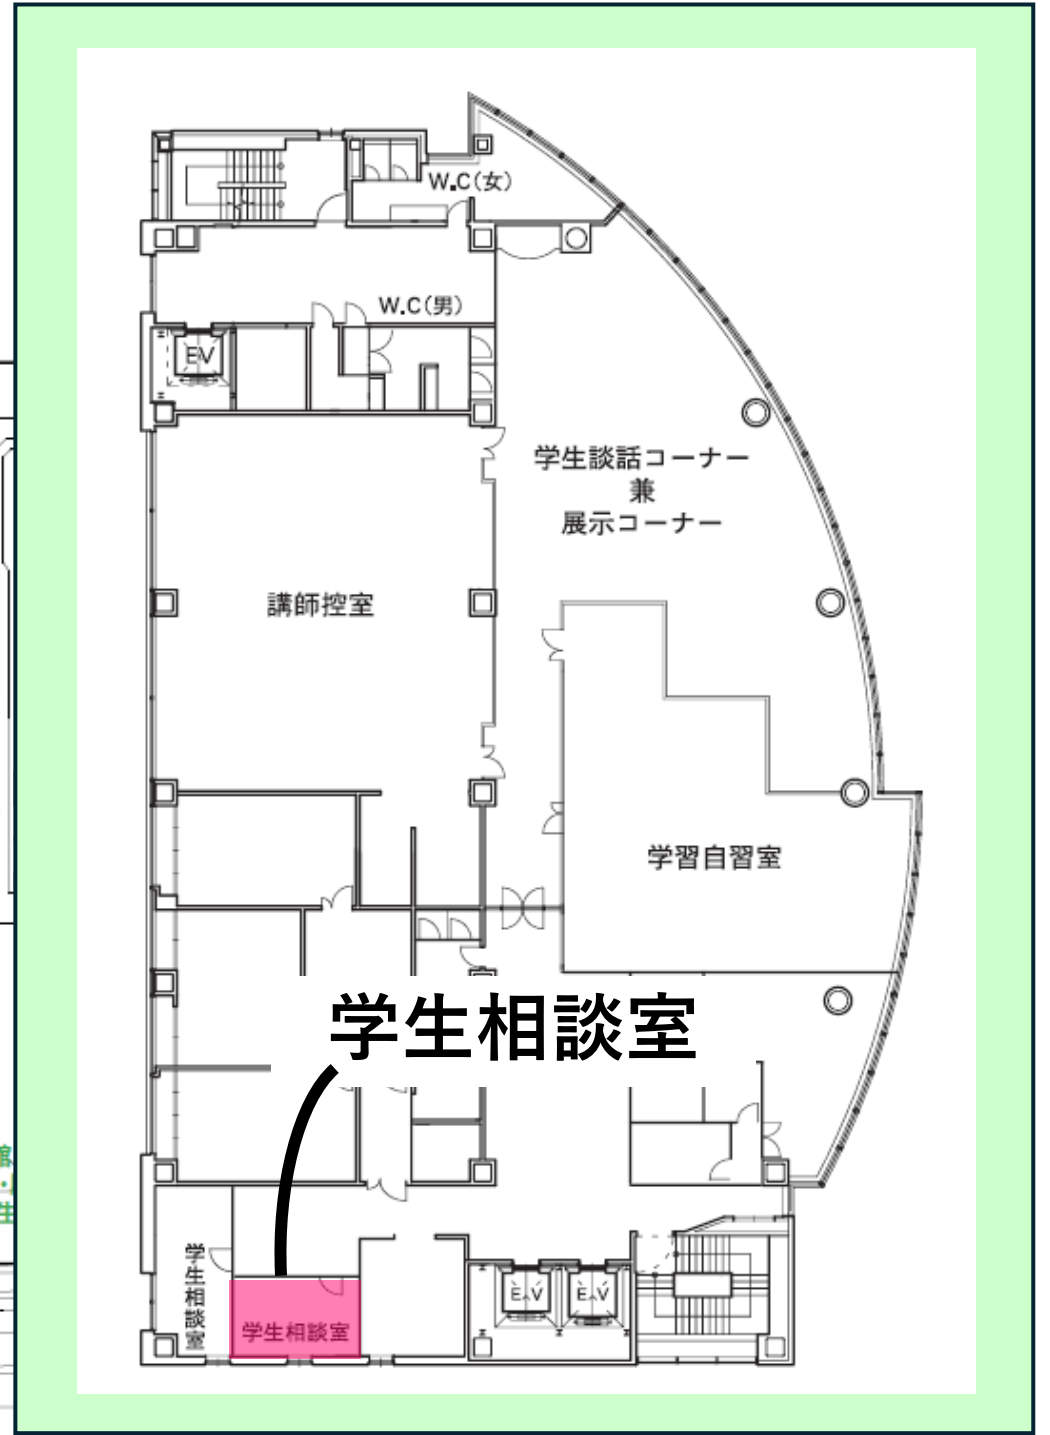 W.C(女)
W.C(男)
EV
学生談話コーナー
兼
展示コーナー
講師控室
学習自習室
学生相談室
学生相談室
学生相談室
E.V
E.V
生